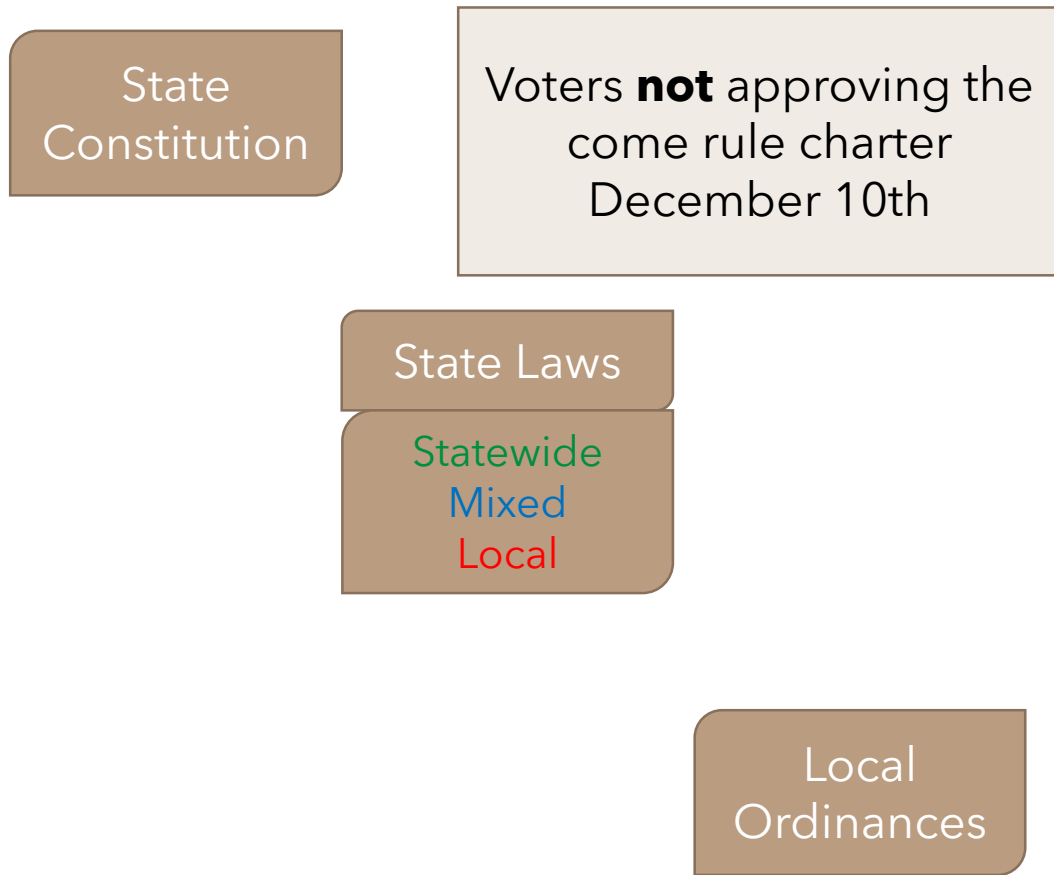 State
Constitution
Voters not approving the
come rule charter
December 10th
State Laws
Statewide
Mixed
Local
Local
Ordinances